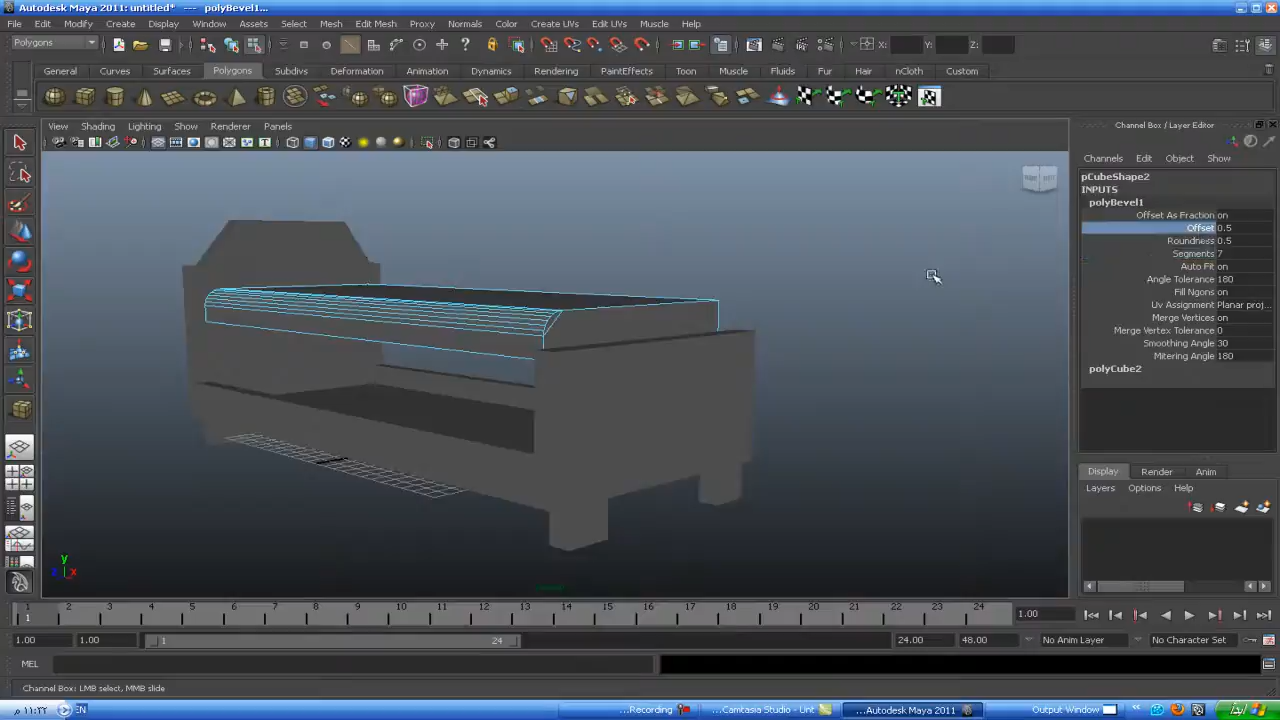 Autodesk Maya 2011: untitled* --- polyBevel1...
File Edit Modify Create Display Window Assets Select Mesh Edit Mesh Proxy Normals Color Create UVs Edit UVs Muscle Help
Polygons X: Y: Z:
General Curves Surfaces Polygons Subdivs Deformation Animation Dynamics Rendering PaintEffects Toon Muscle Fluids Fur Hair nCloth Custom
View Shading Lighting Show Renderer Panels
Channel Box / Layer Editor
Channels Edit Object Show
pCubeShape2
INPUTS
polyBevel1
Offset As Fraction on
Offset 0.5
Roundness 0.5
Segments 7
Auto Fit on
Angle Tolerance 180
Fill Ngons on
Uv Assignment Planar proj...
Merge Vertices on
Merge Vertex Tolerance 0
Smoothing Angle 30
Mitering Angle 180
polyCube2
Display Render Anim
Layers Options Help
y
x
1 2 3 4 5 6 7 8 9 10 11 12 13 14 15 16 17 18 19 20 21 22 23 24
1 1.00
1.00 1.00 1 24 24.00 48.00 No Anim Layer No Character Set
MEL
Channel Box: LMB select, MMB slide
م ١١:٢٢ EN ...Recording ...Camtasia Studio - Unt ...Autodesk Maya 2011 Output Window